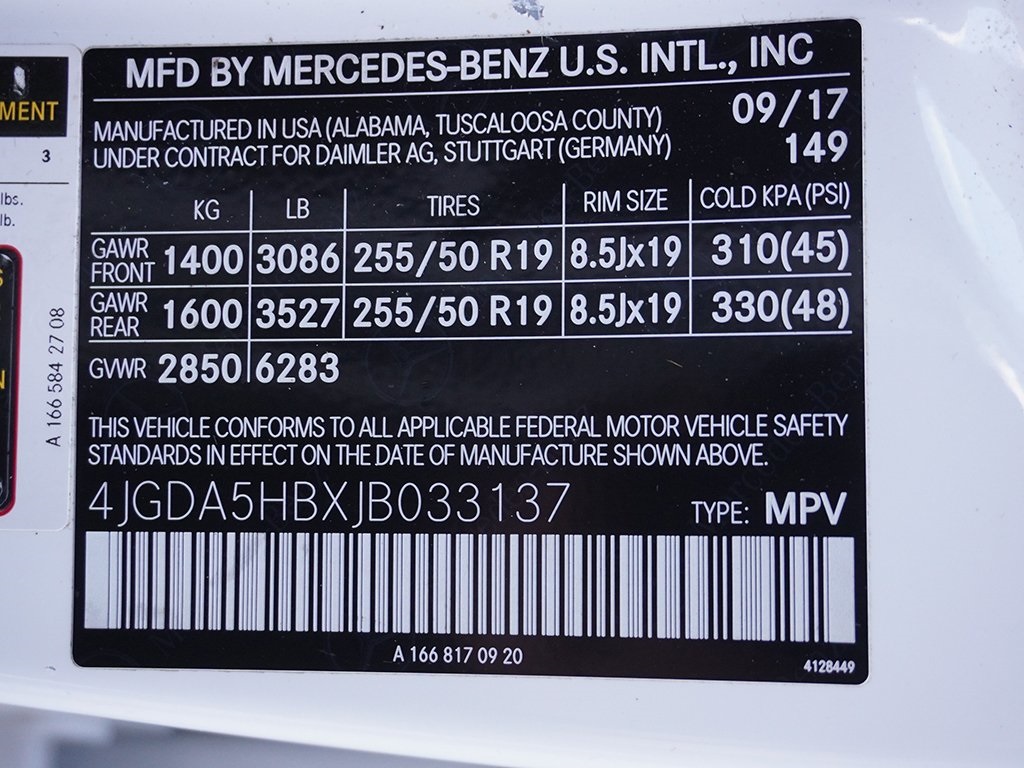 MENT
3
lbs.
lb.
S
N
A 166 584 27 08
MFD BY MERCEDES-BENZ U.S. INTL., INC
09/17
MANUFACTURED IN USA (ALABAMA, TUSCALOOSA COUNTY)
UNDER CONTRACT FOR DAIMLER AG, STUTTGART (GERMANY)
149
KG LB TIRES RIM SIZE COLD KPA (PSI)
GAWR FRONT 1400 3086 255/50 R19 8.5Jx19 310(45)
GAWR REAR 1600 3527 255/50 R19 8.5Jx19 330(48)
GVWR 2850 6283
THIS VEHICLE CONFORMS TO ALL APPLICABLE FEDERAL MOTOR VEHICLE SAFETY
STANDARDS IN EFFECT ON THE DATE OF MANUFACTURE SHOWN ABOVE.
4JGDA5HBXJB033137 TYPE: MPV
A 166 817 09 20
4128449